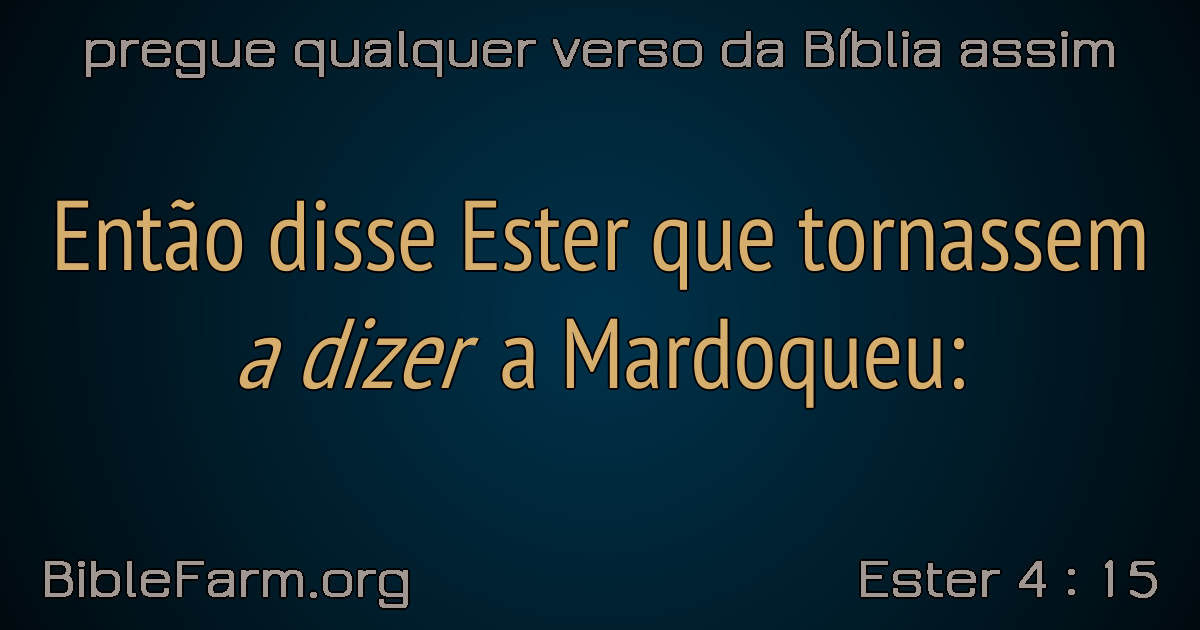 pregue qualquer verso da Bíblia assim
Então disse Ester que tornassem
a dizer a Mardoqueu:
BibleFarm.org
Ester 4 : 15